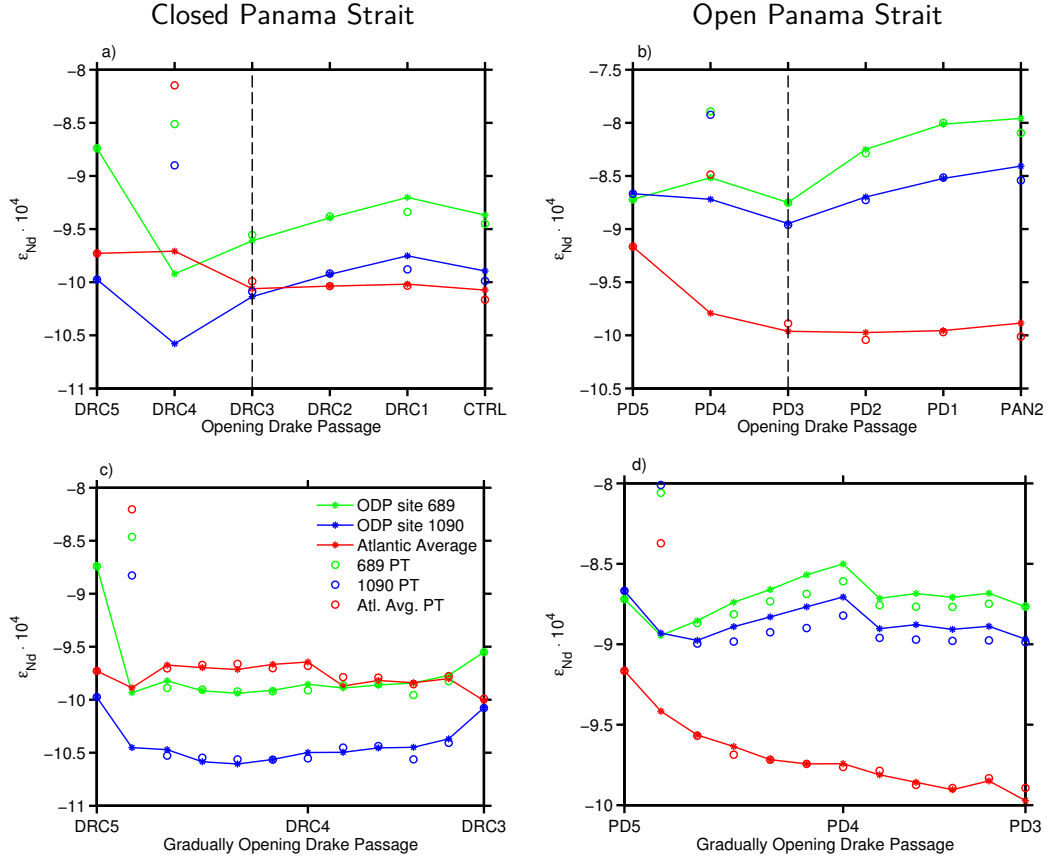 Closed Panama Strait
Open Panama Strait
a)
−8
−8.5
−9
−9.5
−10
−10.5
−11
ε_Nd · 10^4
DRC5 DRC4 DRC3 DRC2 DRC1 CTRL
Opening Drake Passage
b)
−7.5
−8
−8.5
−9
−9.5
−10
−10.5
ε_Nd · 10^4
PD5 PD4 PD3 PD2 PD1 PAN2
Opening Drake Passage
c)
−8
−8.5
−9
−9.5
−10
−10.5
−11
ε_Nd · 10^4
ODP site 689
ODP site 1090
Atlantic Average
689 PT
1090 PT
Atl. Avg. PT
DRC5 DRC4 DRC3
Gradually Opening Drake Passage
d)
−8
−8.5
−9
−9.5
−10
ε_Nd · 10^4
PD5 PD4 PD3
Gradually Opening Drake Passage